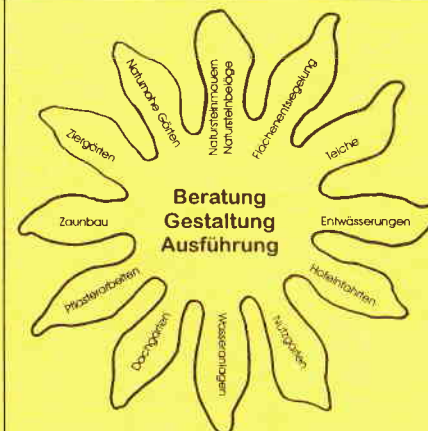 Natursteinmauern
Natursteinbeläge
Flächenentsiegelung
Teiche
Entwässerungen
Hofeinfahrten
Nutzgärten
Wasseranlagen
Dachgärten
Pflasterarbeiten
Zaunbau
Ziergärten
Naturnahe Gärten
Beratung
Gestaltung
Ausführung